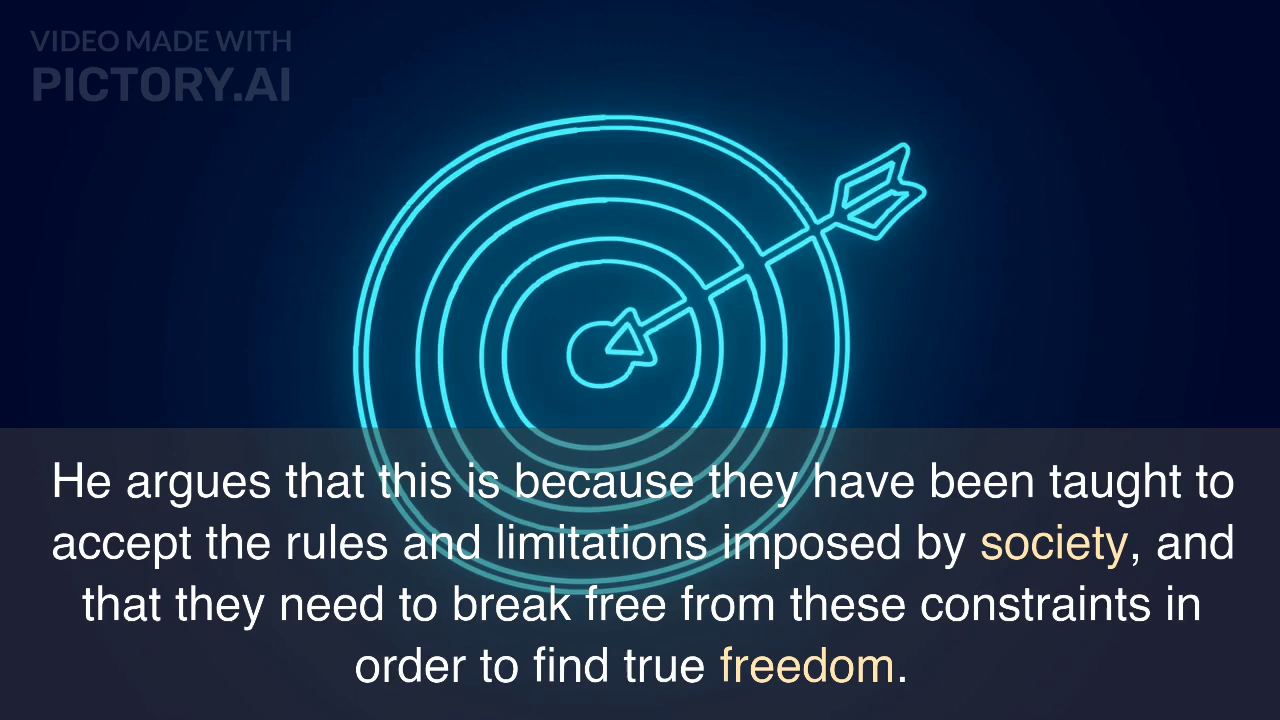 VIDEO MADE WITH
PICTORY.AI
He argues that this is because they have been taught to
accept the rules and limitations imposed by society, and
that they need to break free from these constraints in
order to find true freedom.